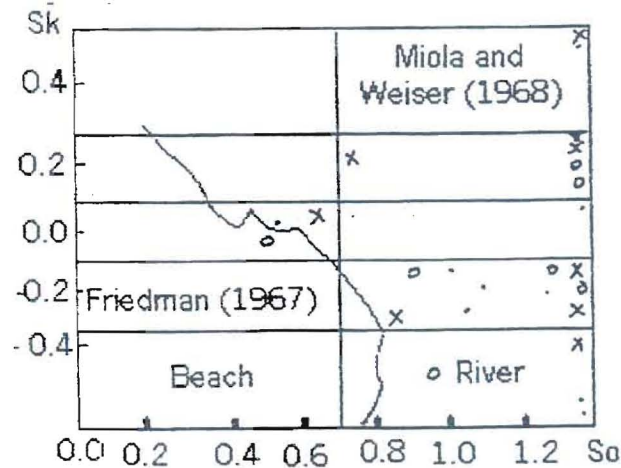 Sk
Miola and
Weiser (1968)
0.4
0.2
0.0
-0.2
Friedman (1967)
-0.4
Beach
River
0.0 0.2 0.4 0.6 0.8 1.0 1.2 So